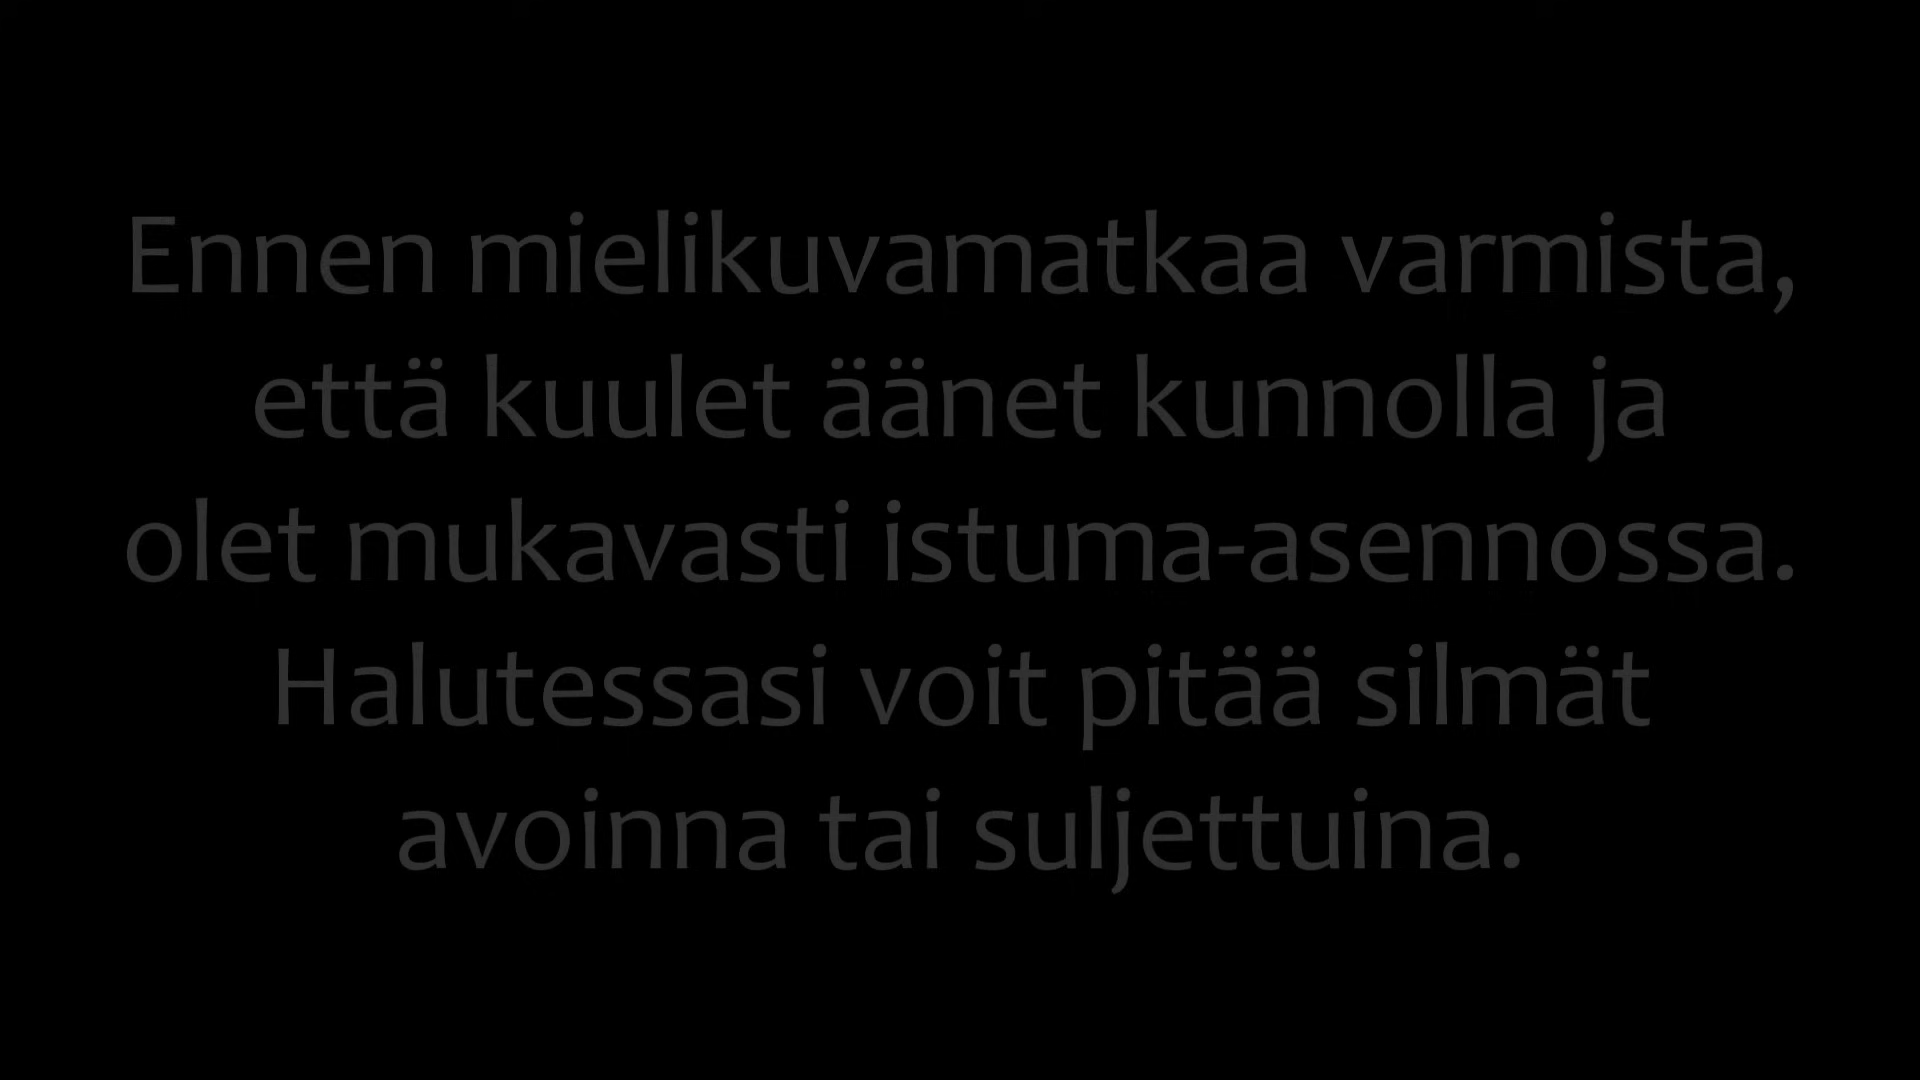 Ennen mielikuvamatkaa varmista,
että kuulet äänet kunnolla ja
olet mukavasti istuma-asennossa.
Halutessasi voit pitää silmät
avoinna tai suljettuina.